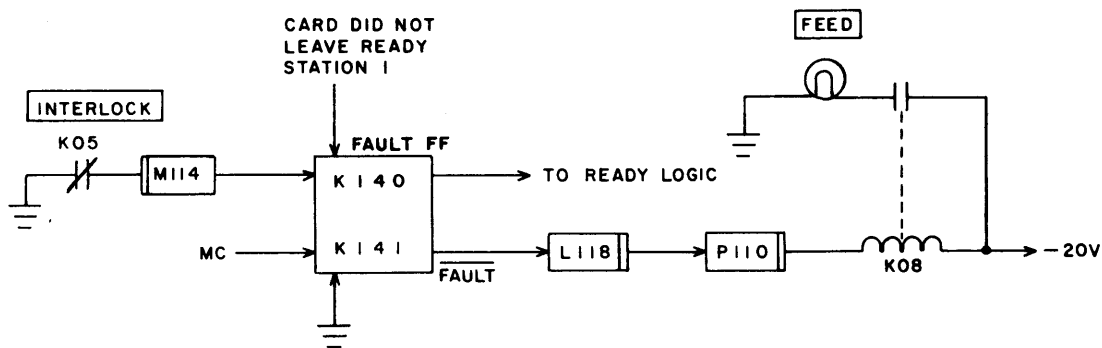 CARD DID NOT
LEAVE READY
STATION 1
FEED
INTERLOCK
K05
FAULT FF
M114
K140
TO READY LOGIC
MC
K141
FAULT
L118
P110
K08
-20V